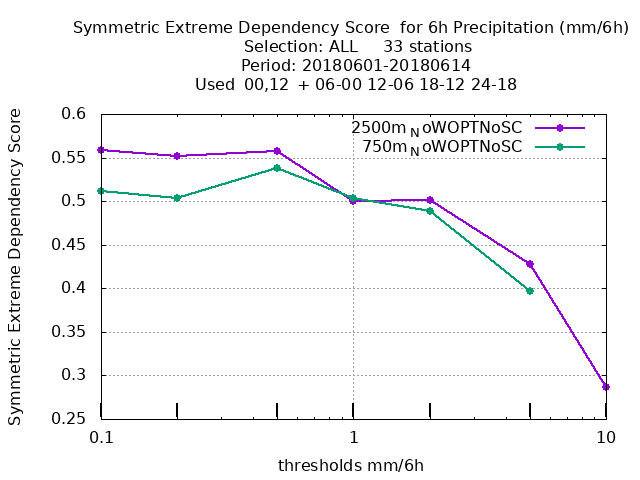 Symmetric Extreme Dependency Score  for 6h Precipitation (mm/6h)
Selection: ALL     33 stations
Period: 20180601-20180614
Used  00,12  + 06-00 12-06 18-12 24-18
Symmetric Extreme Dependency Score
0.6
0.55
0.5
0.45
0.4
0.35
0.3
0.25
2500mNoWOPTNoSC
750mNoWOPTNoSC
0.1
1
10
thresholds mm/6h